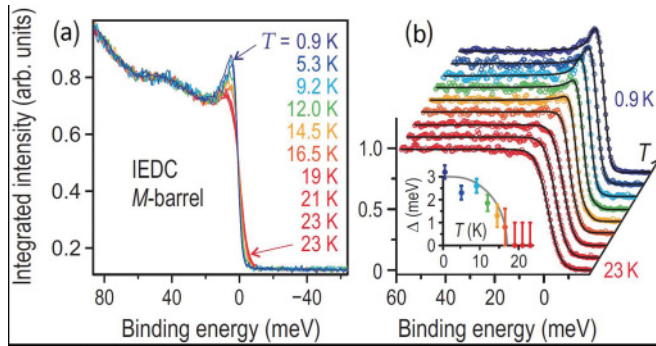 (a)
T = 0.9 K
5.3 K
9.2 K
12.0 K
14.5 K
16.5 K
19 K
21 K
23 K
23 K
IEDC
M-barrel
Integrated intensity (arb. units)
0.8
0.6
0.4
0.2
80
40
0
−40
Binding energy (meV)
(b)
0.9 K
T
23 K
1.0
0.5
0
60
40
20
0
Binding energy (meV)
Δ (meV)
3
2
1
0
0
10
20
T (K)